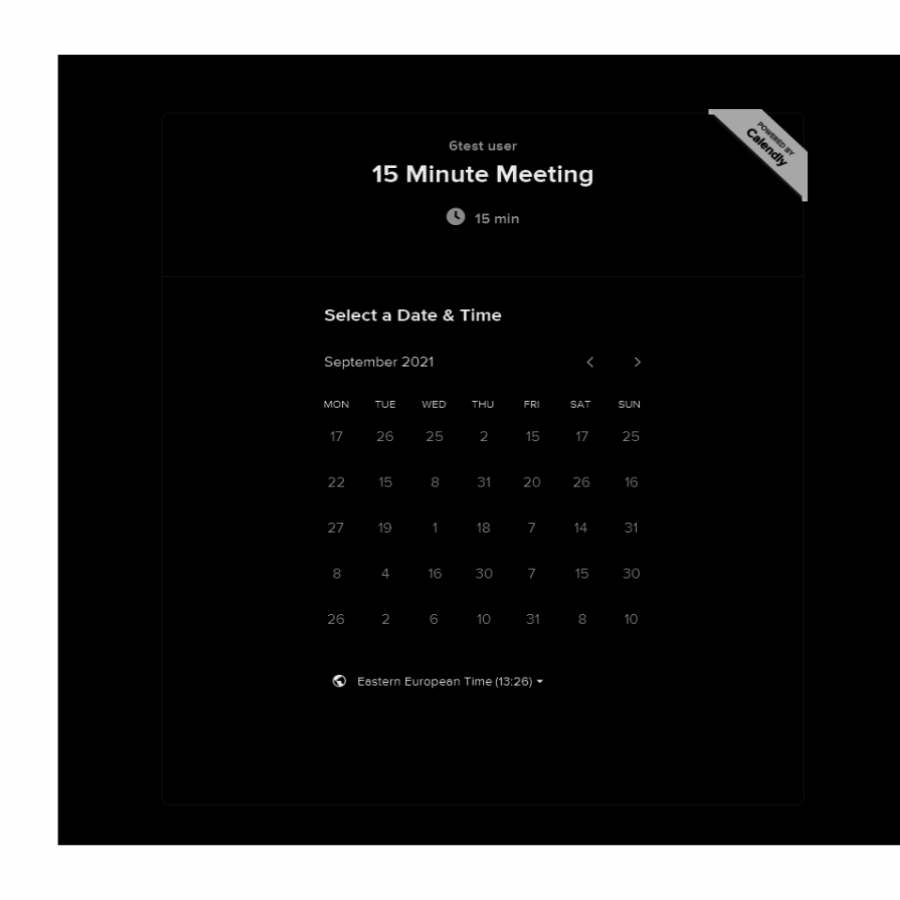 POWERED BY
Calendly
6test user
15 Minute Meeting
15 min
Select a Date & Time
September 2021
MON TUE WED THU FRI SAT SUN
17 26 25 2 15 17 25
22 15 8 31 20 26 16
27 19 1 18 7 14 31
8 4 16 30 7 15 30
26 2 6 10 31 8 10
Eastern European Time (13:26)